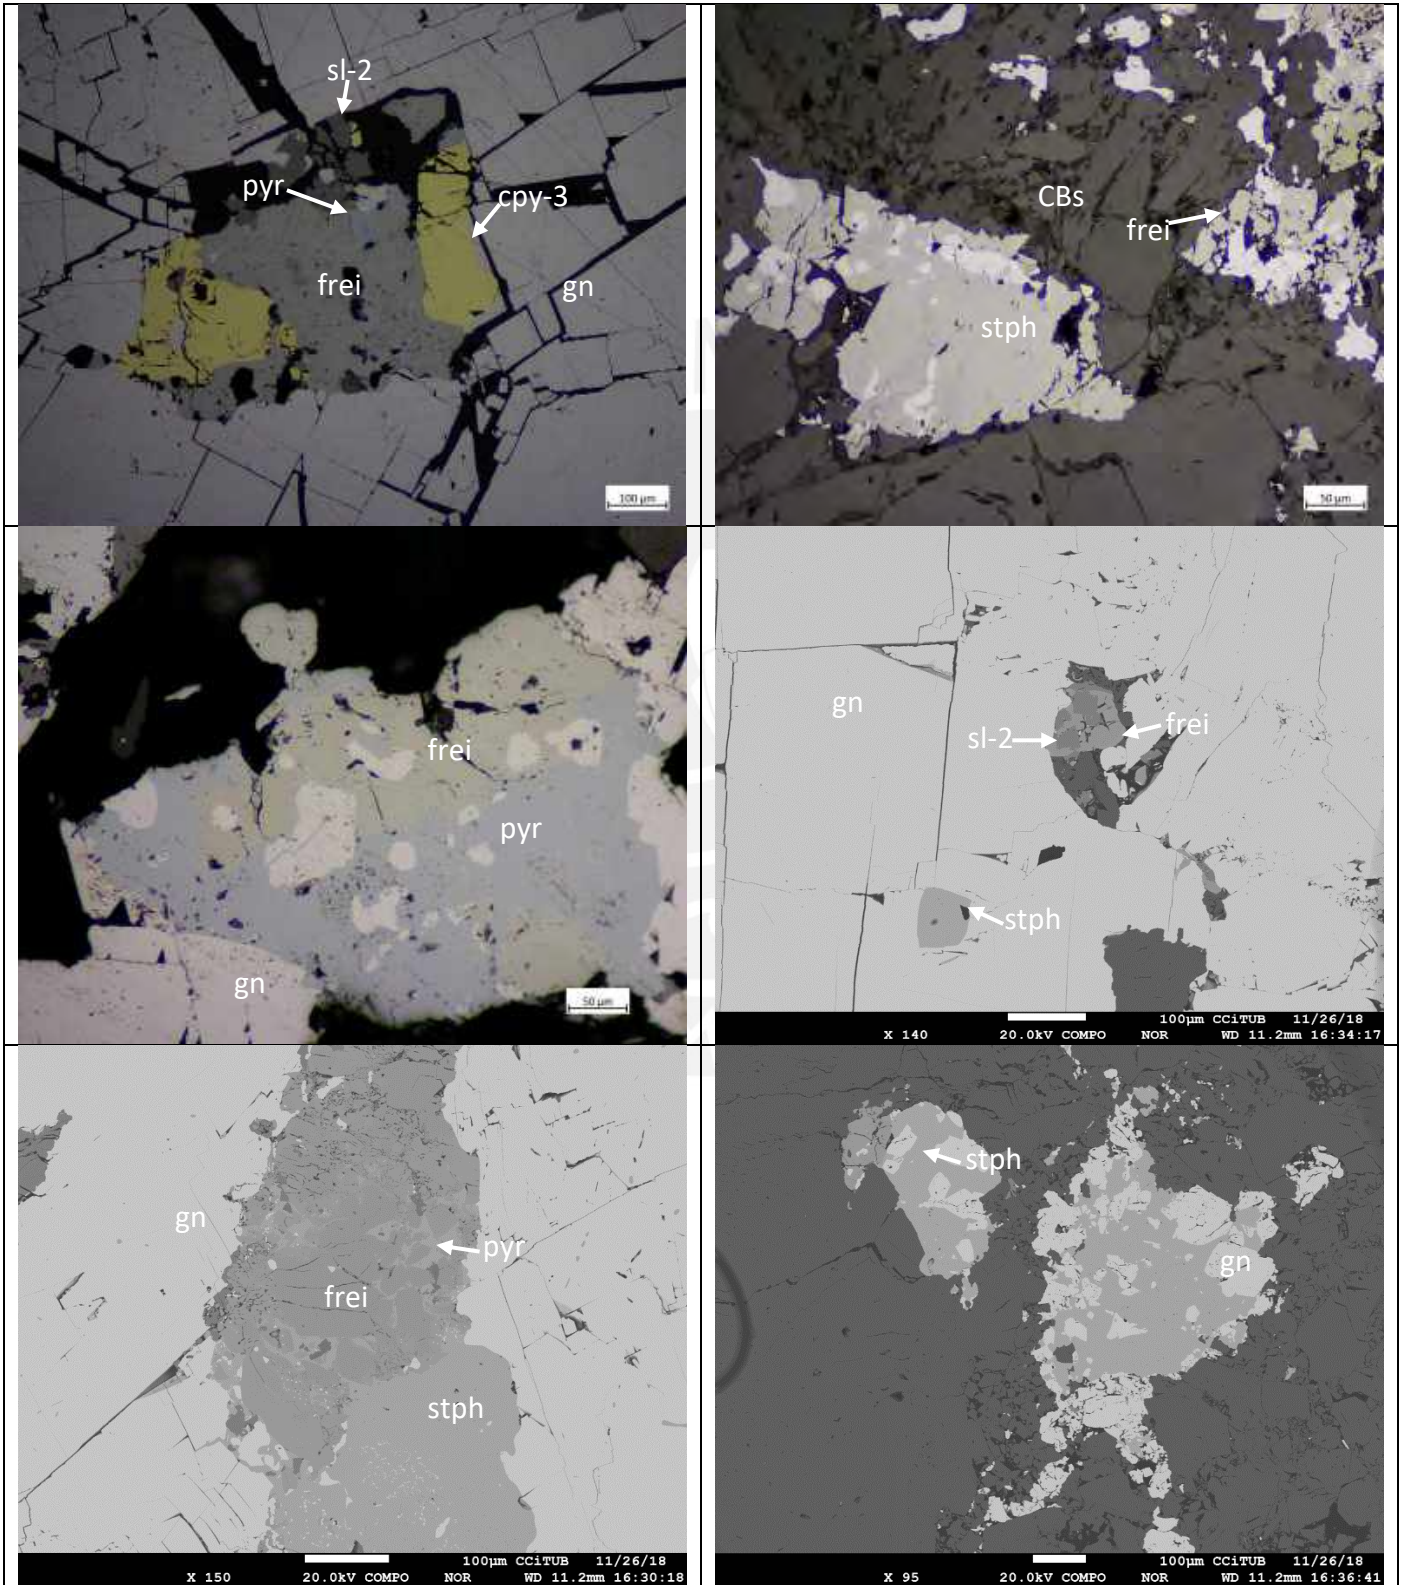 sl-2
pyr
cpy-3
frei
gn
100 µm
CBs
frei
stph
50 µm
frei
pyr
gn
50 µm
gn
sl-2
frei
stph
100µm CCiTUB 11/26/18
X 140 20.0kV COMPO NOR WD 11.2mm 16:34:17
gn
pyr
frei
stph
100µm CCiTUB 11/26/18
X 150 20.0kV COMPO NOR WD 11.2mm 16:30:18
stph
gn
100µm CCiTUB 11/26/18
X 95 20.0kV COMPO NOR WD 11.2mm 16:36:41